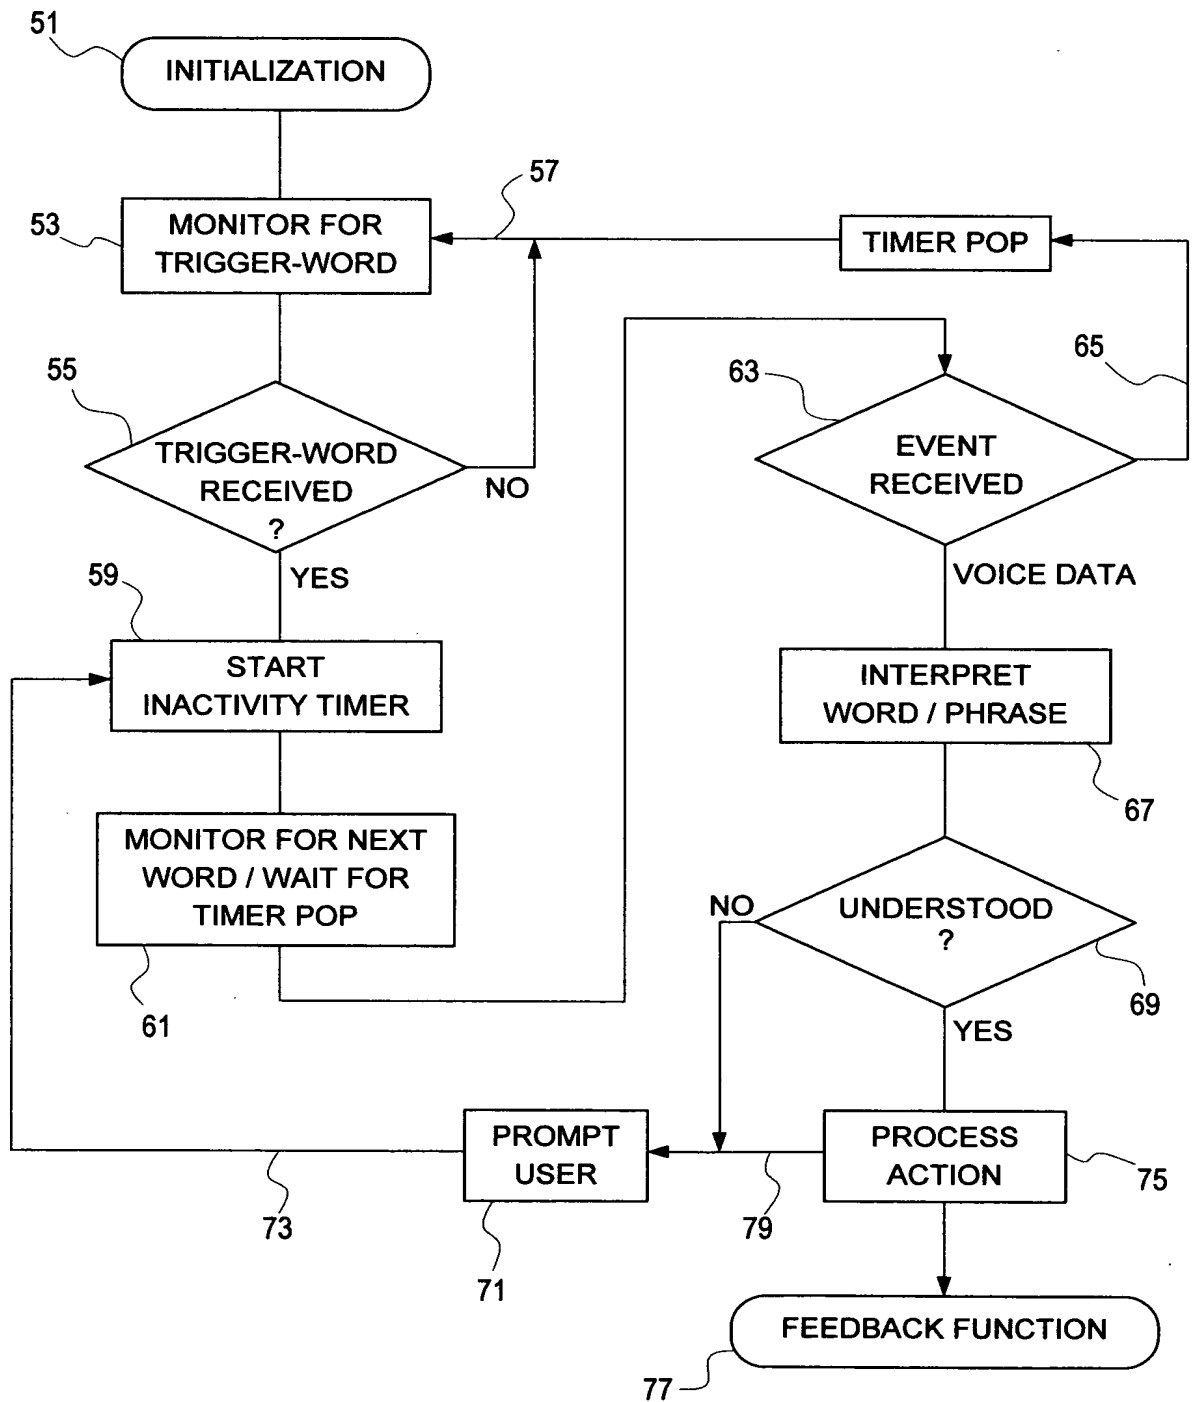 51
INITIALIZATION
57
53
MONITOR FOR
TRIGGER-WORD
TIMER POP
55
TRIGGER-WORD
RECEIVED
?
NO
YES
63
EVENT
RECEIVED
65
VOICE DATA
59
START
INACTIVITY TIMER
INTERPRET
WORD / PHRASE
67
MONITOR FOR NEXT
WORD / WAIT FOR
TIMER POP
61
NO
UNDERSTOOD
?
69
YES
PROMPT
USER
71
73
79
PROCESS
ACTION
75
FEEDBACK FUNCTION
77